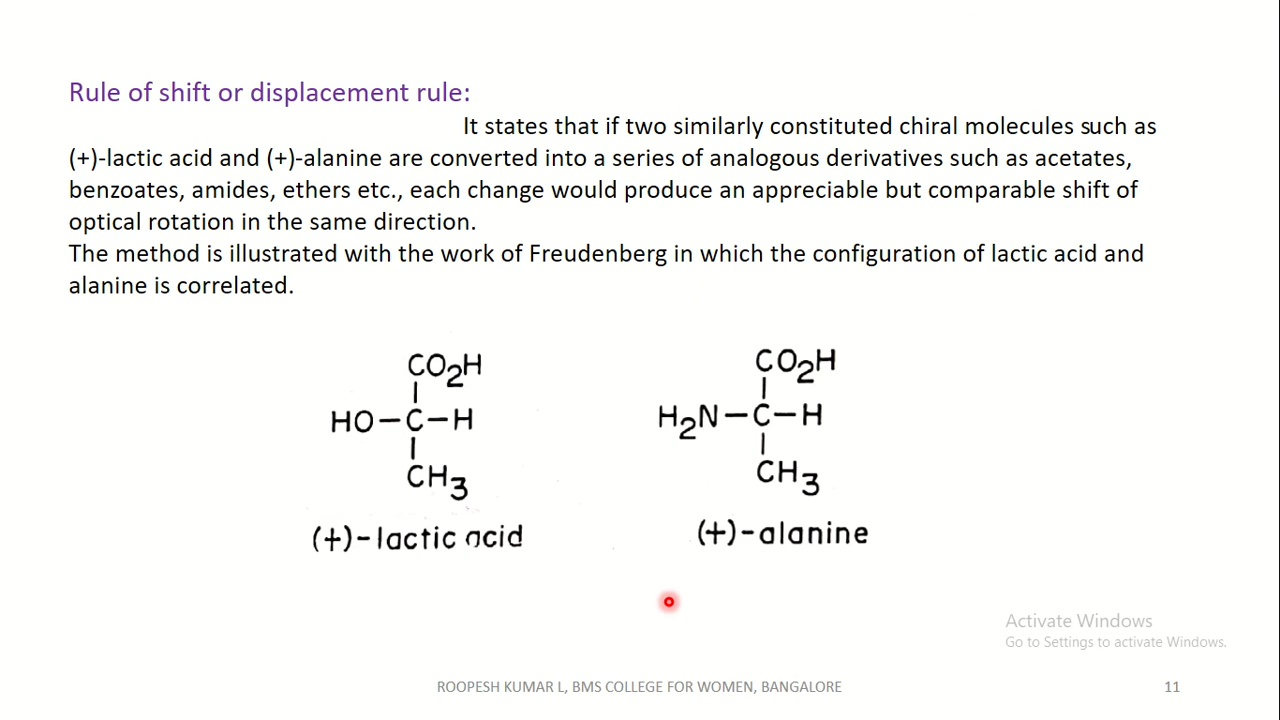 Rule of shift or displacement rule:
It states that if two similarly constituted chiral molecules such as
(+)-lactic acid and (+)-alanine are converted into a series of analogous derivatives such as acetates,
benzoates, amides, ethers etc., each change would produce an appreciable but comparable shift of
optical rotation in the same direction.
The method is illustrated with the work of Freudenberg in which the configuration of lactic acid and
alanine is correlated.
CO2H
HO-C-H
CH3
(+)-lactic acid
CO2H
H2N-C-H
CH3
(+)-alanine
Activate Windows
Go to Settings to activate Windows.
ROOPESH KUMAR L, BMS COLLEGE FOR WOMEN, BANGALORE
11